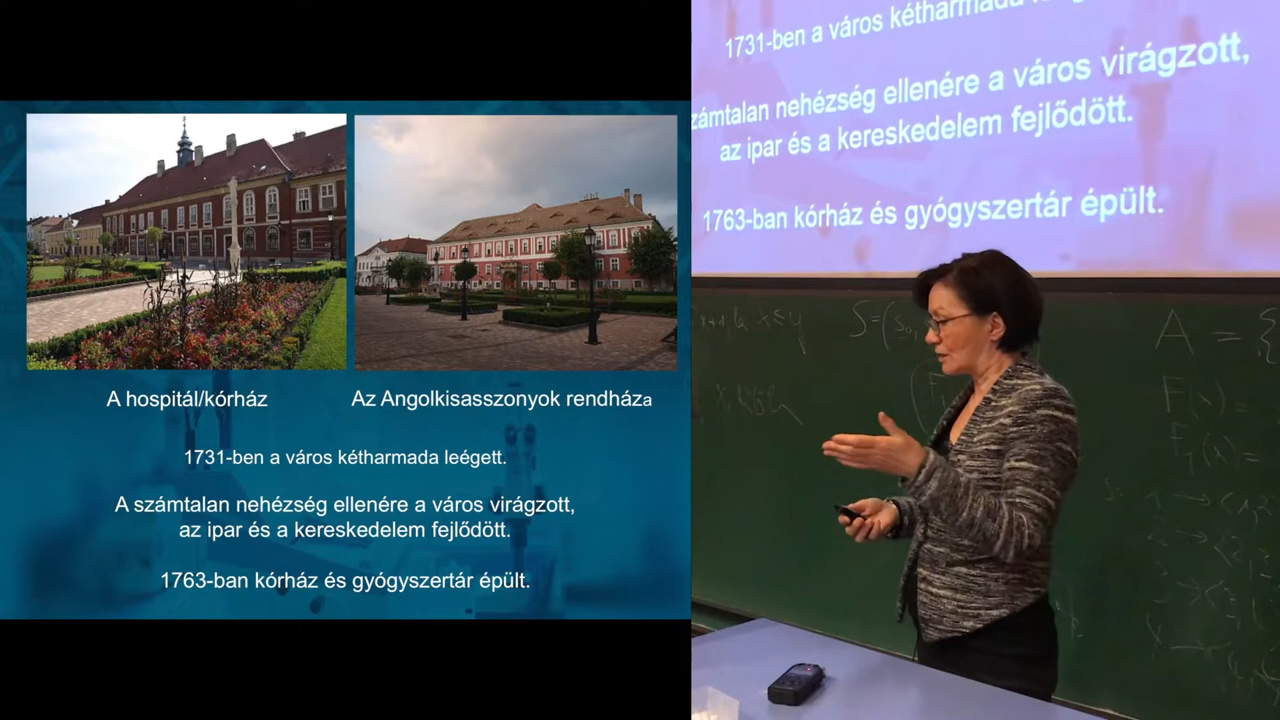 A hospitál/kórház
Az Angolkisasszonyok rendháza
1731-ben a város kétharmada leégett.
A számtalan nehézség ellenére a város virágzott,
az ipar és a kereskedelem fejlődött.
1763-ban kórház és gyógyszertár épült.
1731-ben a város kétharmada
számtalan nehézség ellenére a város virágzott,
az ipar és a kereskedelem fejlődött.
1763-ban kórház és gyógyszertár épült.
x ≤ y
S = (
A = {
F(x) =